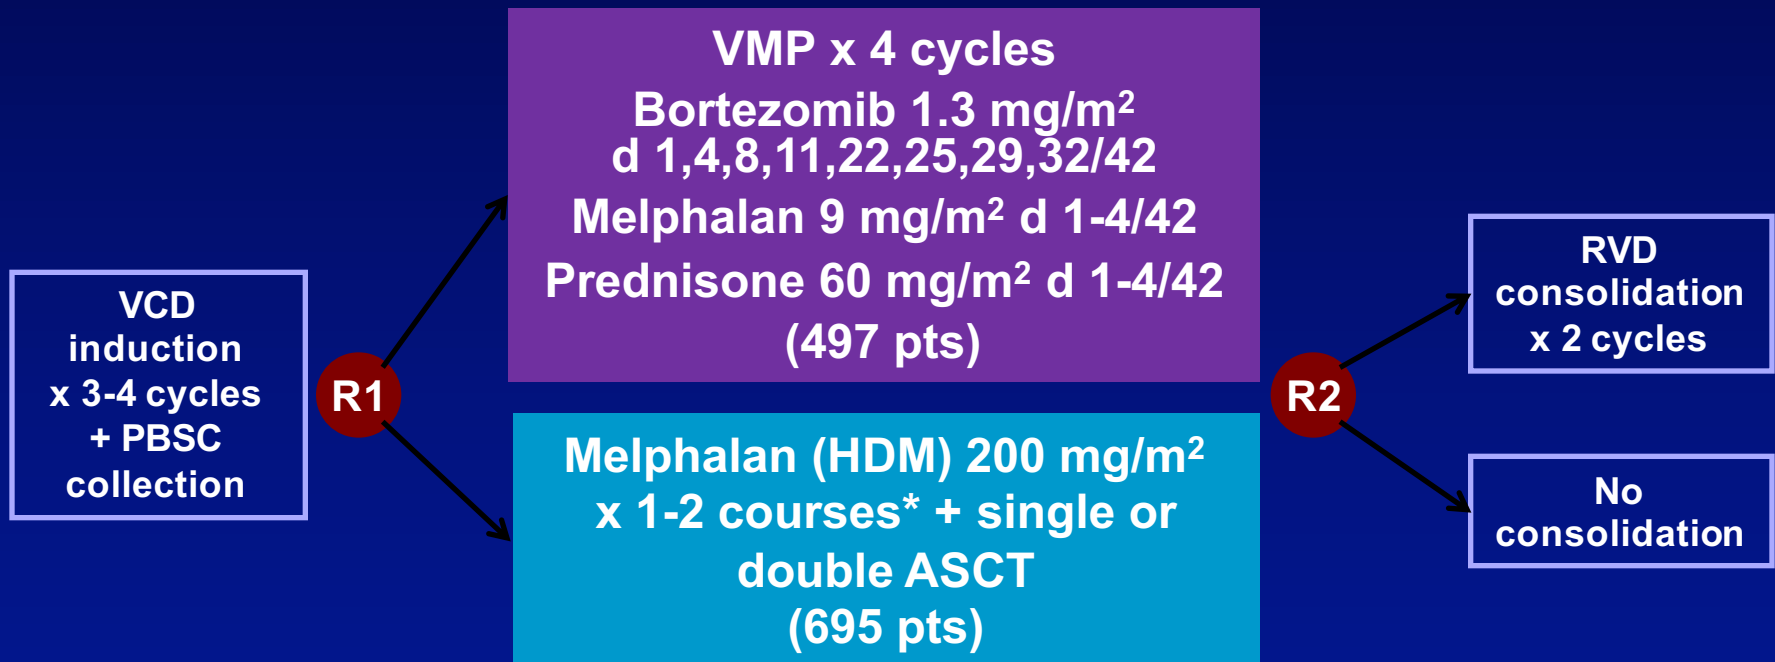 VCD
induction
x 3-4 cycles
+ PBSC
collection
R1
VMP x 4 cycles
Bortezomib 1.3 mg/m²
d 1,4,8,11,22,25,29,32/42
Melphalan 9 mg/m² d 1-4/42
Prednisone 60 mg/m² d 1-4/42
(497 pts)
Melphalan (HDM) 200 mg/m²
x 1-2 courses* + single or
double ASCT
(695 pts)
R2
RVD
consolidation
x 2 cycles
No
consolidation